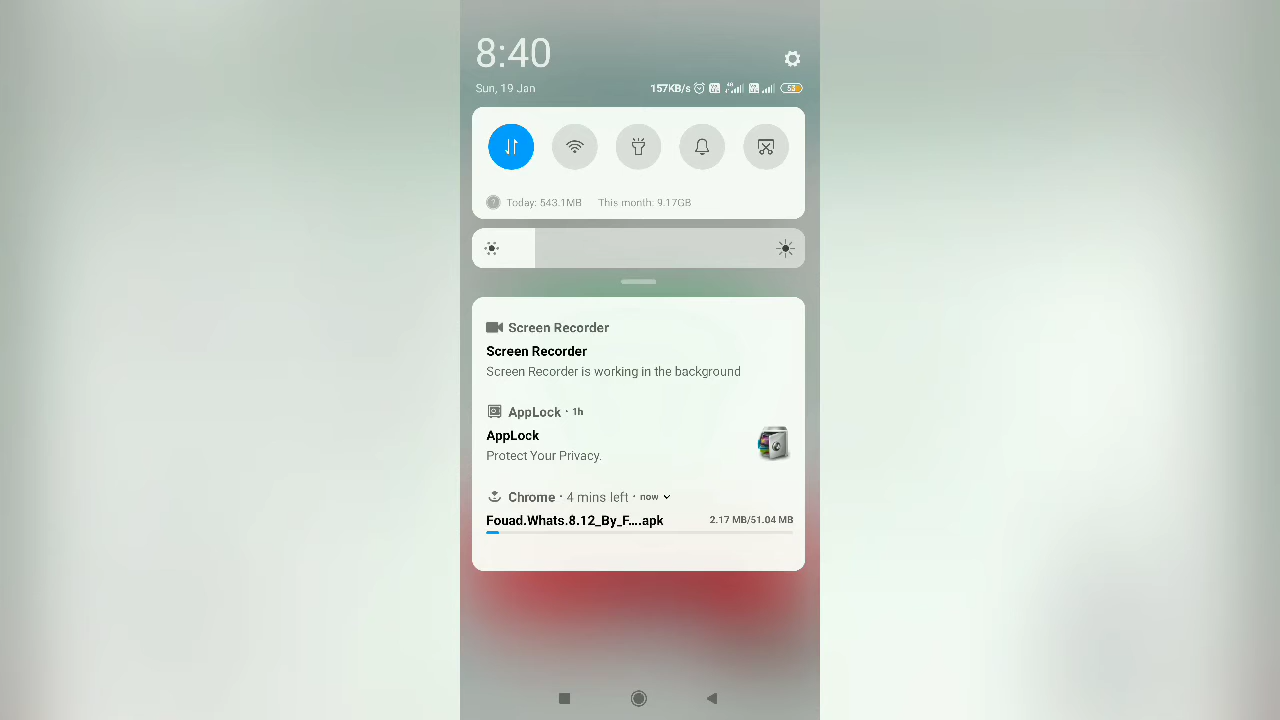 8:40
Sun, 19 Jan
157KB/s 4G 53
Today: 543.1MB This month: 9.17GB
Screen Recorder
Screen Recorder
Screen Recorder is working in the background
AppLock · 1h
AppLock
Protect Your Privacy.
Chrome · 4 mins left · now
Fouad.Whats.8.12_By_F....apk 2.17 MB/51.04 MB